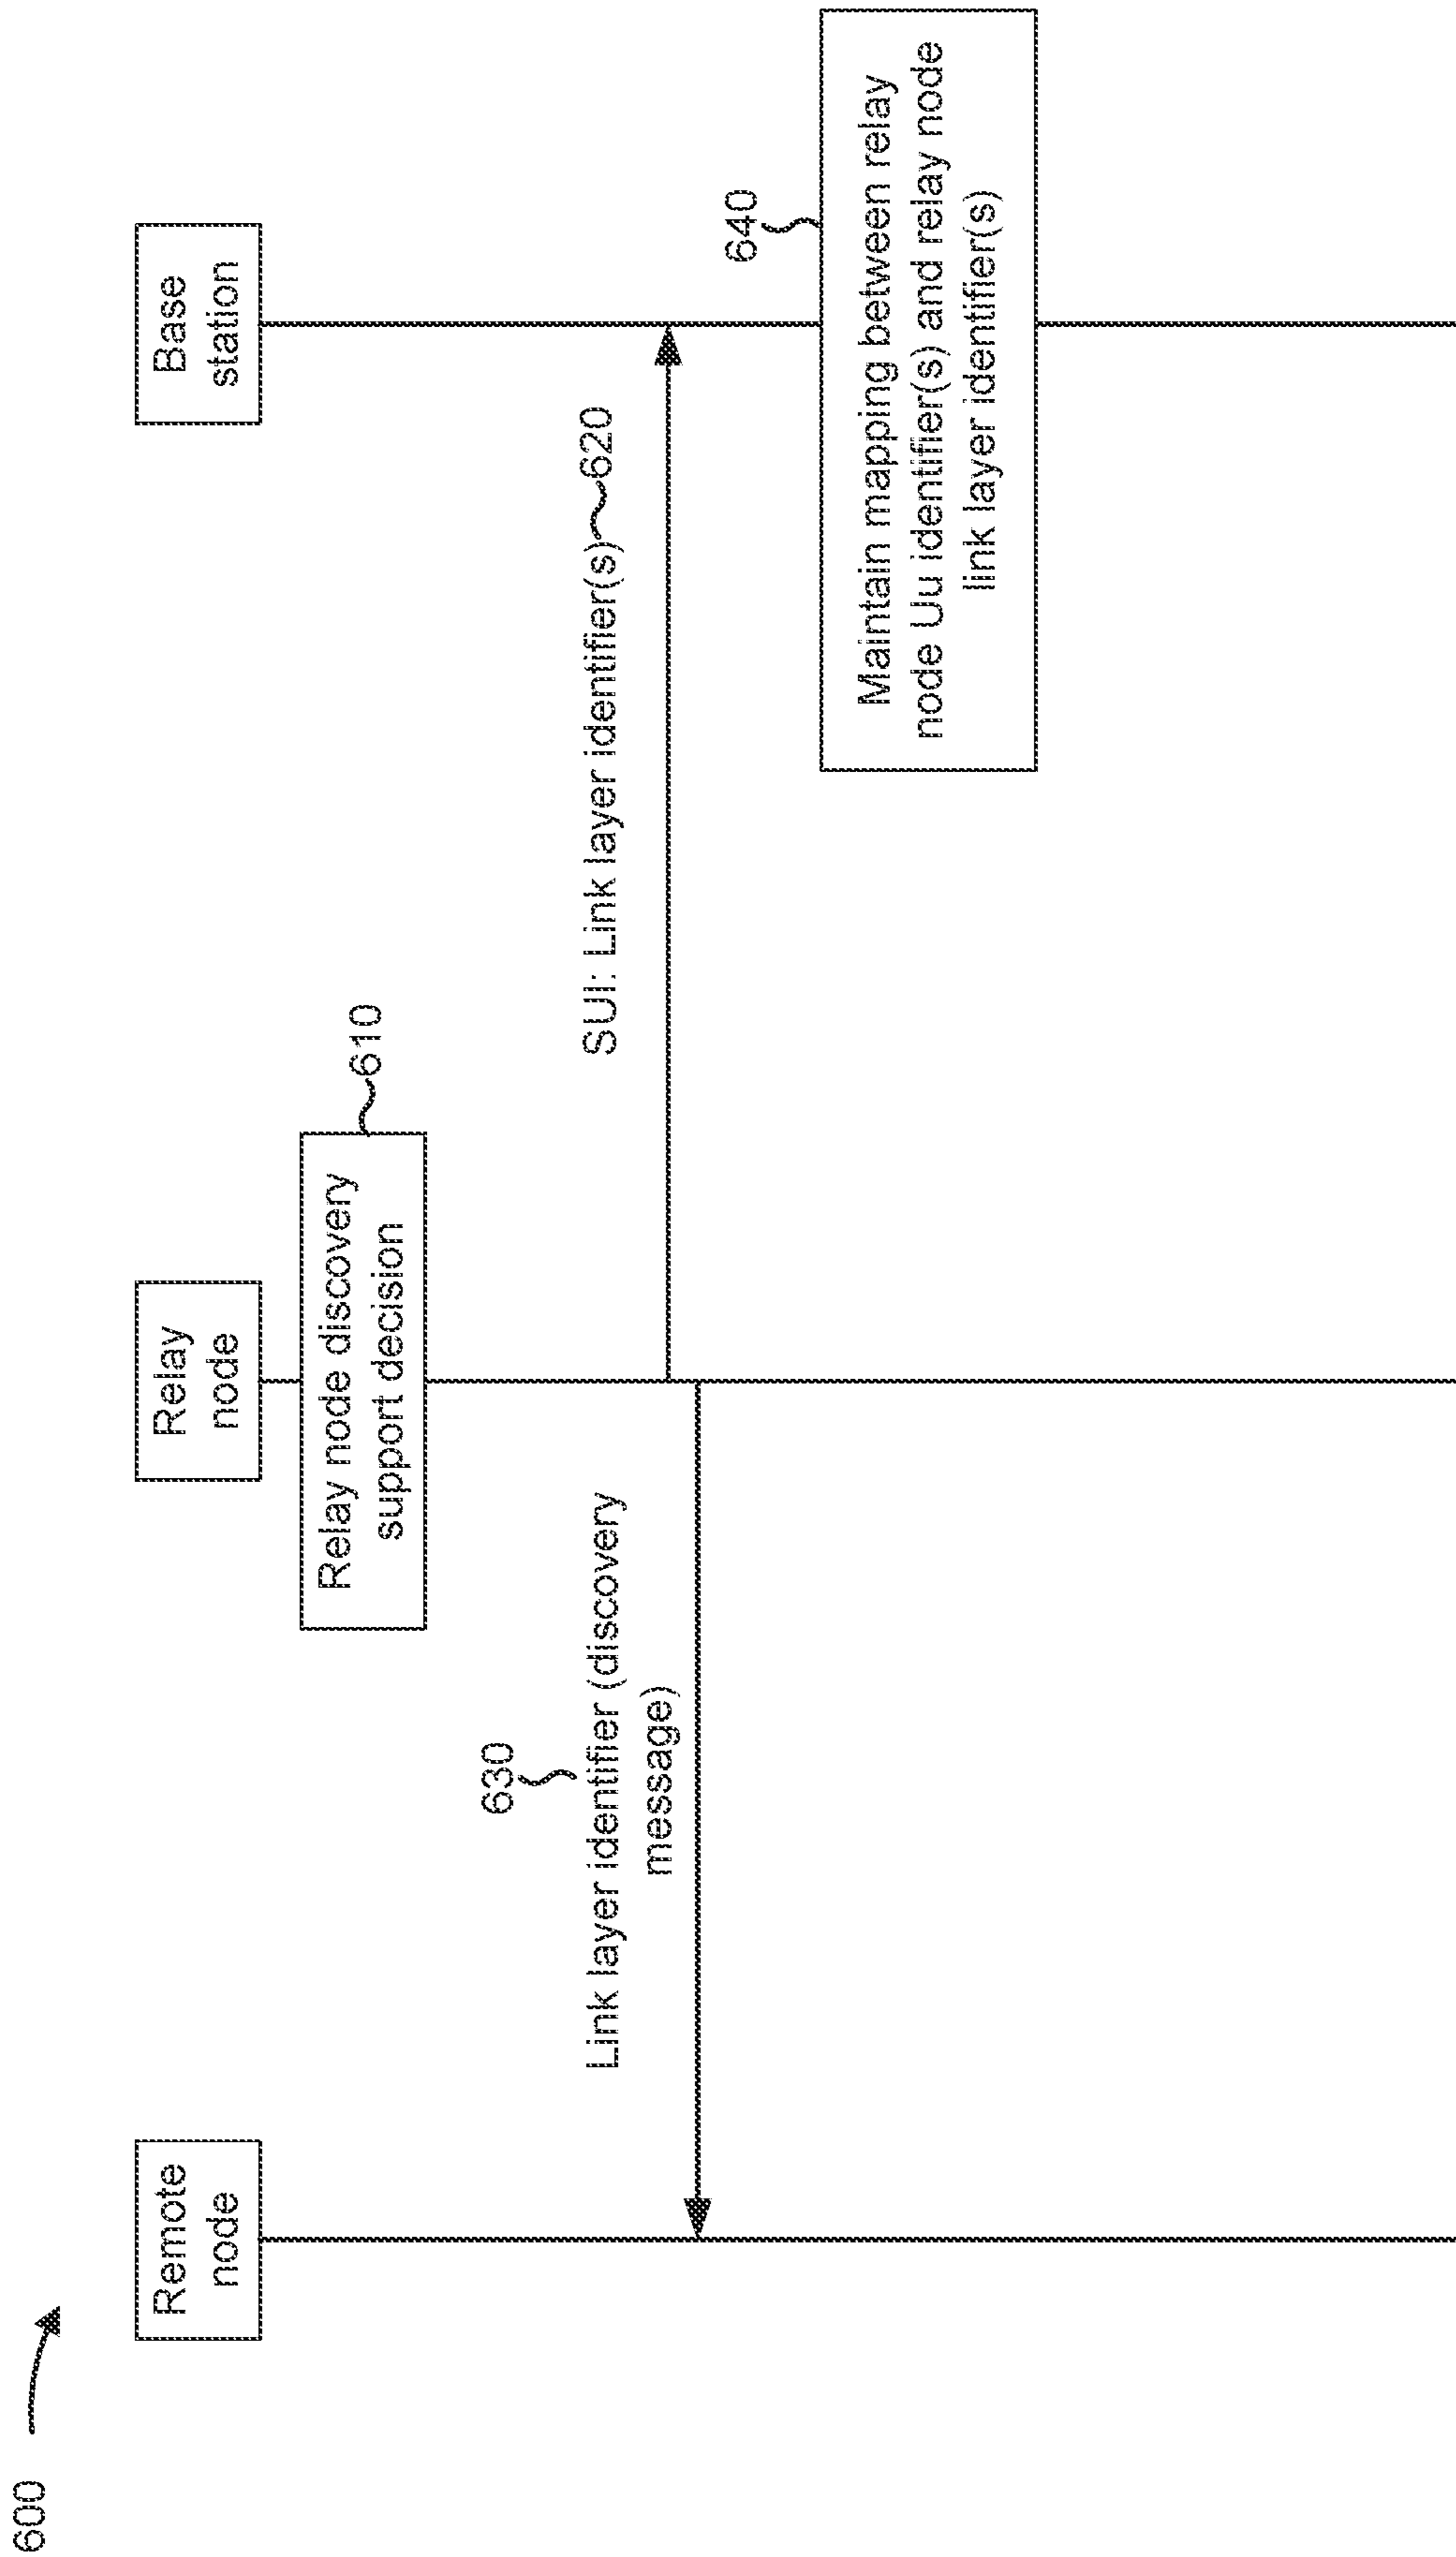 600
Remote
node
Relay
node
Base
station
Relay node discovery
support decision
610
SUI: Link layer identifier(s)
620
630
Link layer identifier (discovery
message)
640
Maintain mapping between relay
node Uu identifier(s) and relay node
link layer identifier(s)